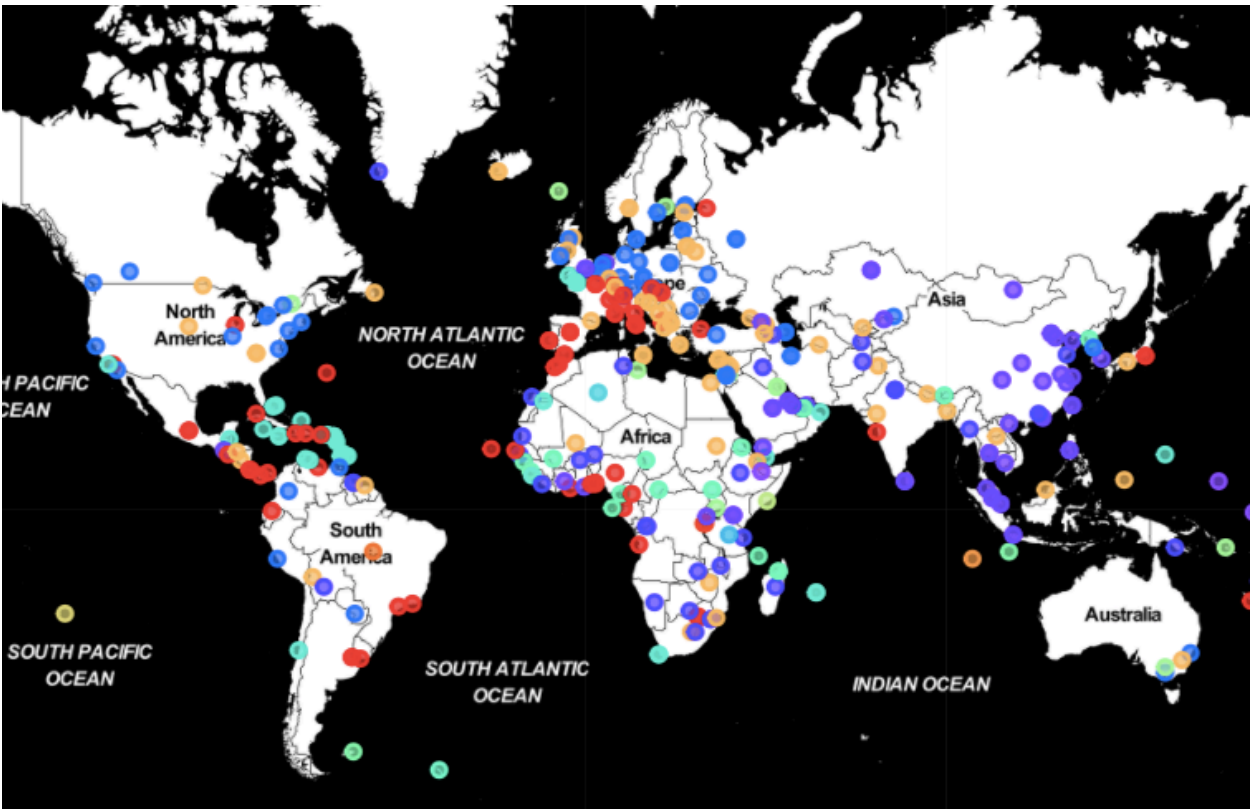 North
America
NORTH ATLANTIC
OCEAN
H PACIFIC
CEAN
Asia
Africa
South
America
Australia
SOUTH PACIFIC
OCEAN
SOUTH ATLANTIC
OCEAN
INDIAN OCEAN